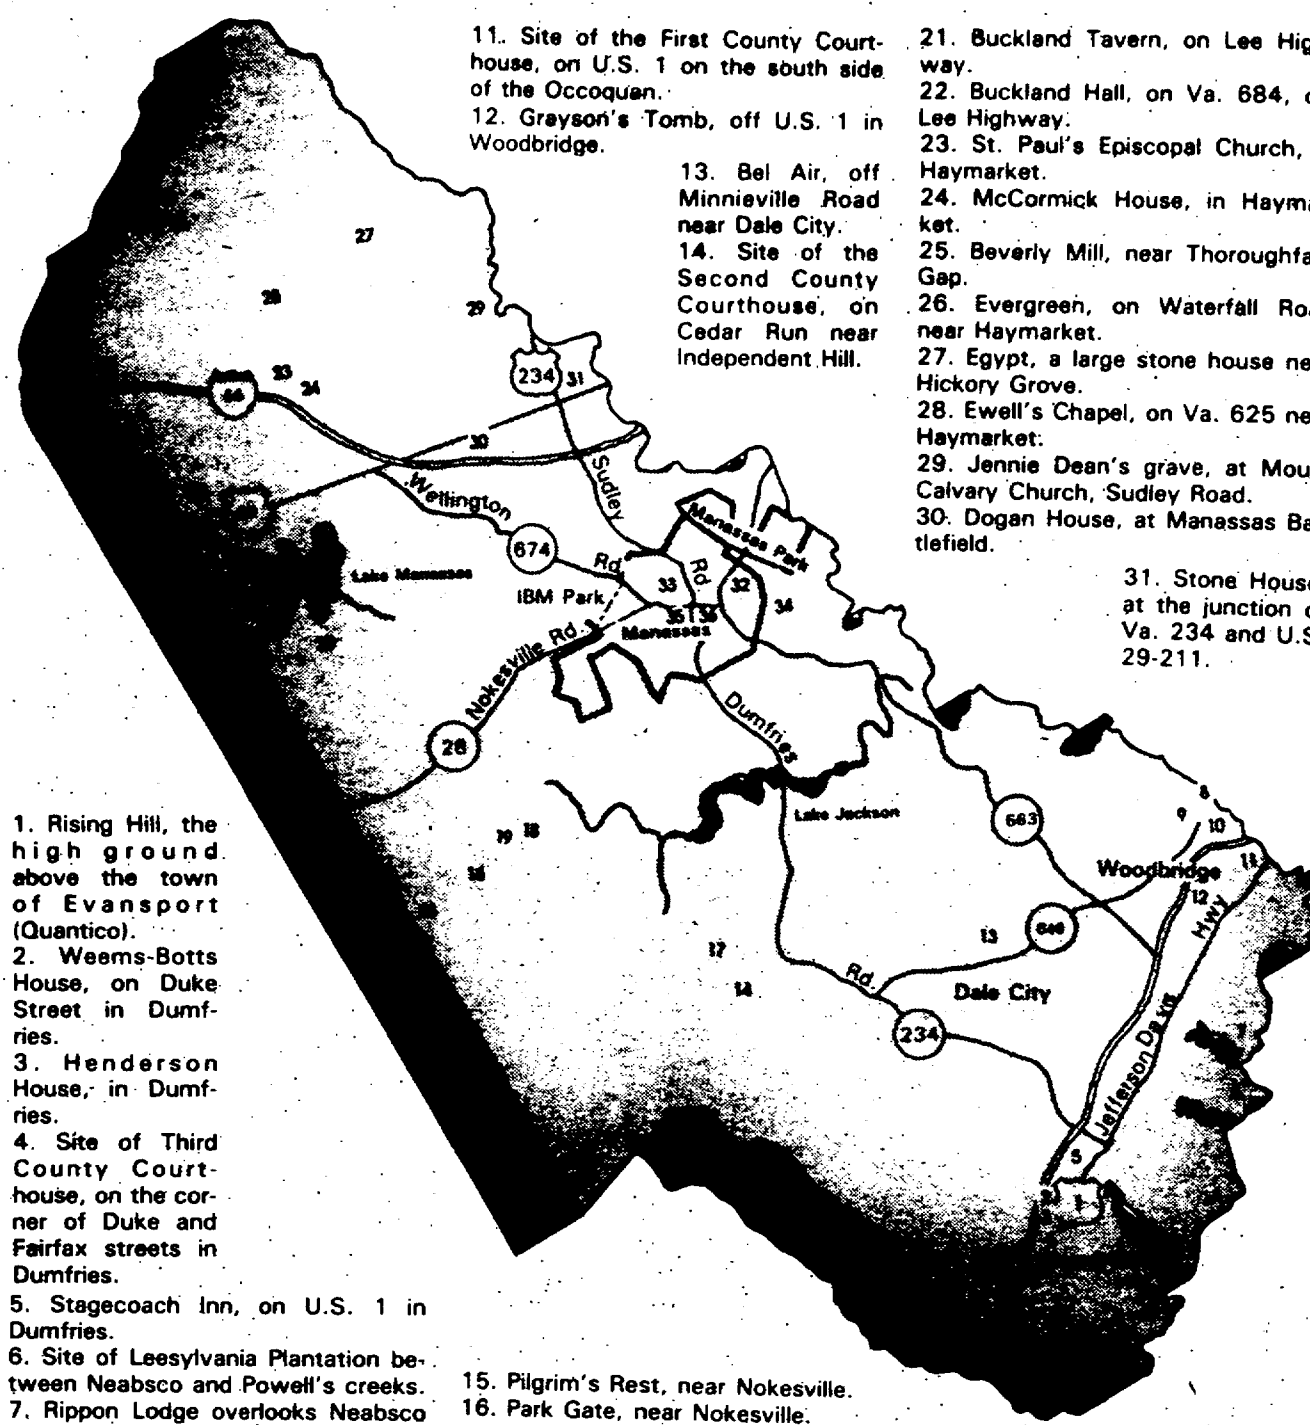 11. Site of the First County Court-
house, on U.S. 1 on the south side
of the Occoquan.
12. Grayson's Tomb, off U.S. 1 in
Woodbridge.
13. Bel Air, off
Minnieville Road
near Dale City.
14. Site of the
Second County
Courthouse, on
Cedar Run near
Independent Hill.
21. Buckland Tavern, on Lee Hig
way.
22. Buckland Hall, on Va. 684, o
Lee Highway.
23. St. Paul's Episcopal Church,
Haymarket.
24. McCormick House, in Hayma
ket.
25. Beverly Mill, near Thoroughfa
Gap.
26. Evergreen, on Waterfall Roa
near Haymarket.
27. Egypt, a large stone house ne
Hickory Grove.
28. Ewell's Chapel, on Va. 625 ne
Haymarket.
29. Jennie Dean's grave, at Mou
Calvary Church, Sudley Road.
30. Dogan House, at Manassas Ba
tlefield.
31. Stone House
at the junction o
Va. 234 and U.S
29-211.
27
28
29
23
24
66
234
31
30
Sudley
Rd.
Wellington
Rd.
674
Manassas Park
Lake Manassas
IBM Park
33
32
34
35
Manassas
Nokesville Rd.
28
Dumfries
Rd.
Lake Jackson
19
18
16
17
14
663
8
9
10
11
Woodbridge
12
Hwy
646
13
Dale City
234
Jefferson Davis
5
1
1. Rising Hill, the
high ground
above the town
of Evansport
(Quantico).
2. Weems-Botts
House, on Duke
Street in Dumf-
ries.
3. Henderson
House, in Dumf-
ries.
4. Site of Third
County Court-
house, on the cor-
ner of Duke and
Fairfax streets in
Dumfries.
5. Stagecoach Inn, on U.S. 1 in
Dumfries.
6. Site of Leesylvania Plantation be-
tween Neabsco and Powell's creeks.
7. Rippon Lodge overlooks Neabsco
15. Pilgrim's Rest, near Nokesville.
16. Park Gate, near Nokesville.